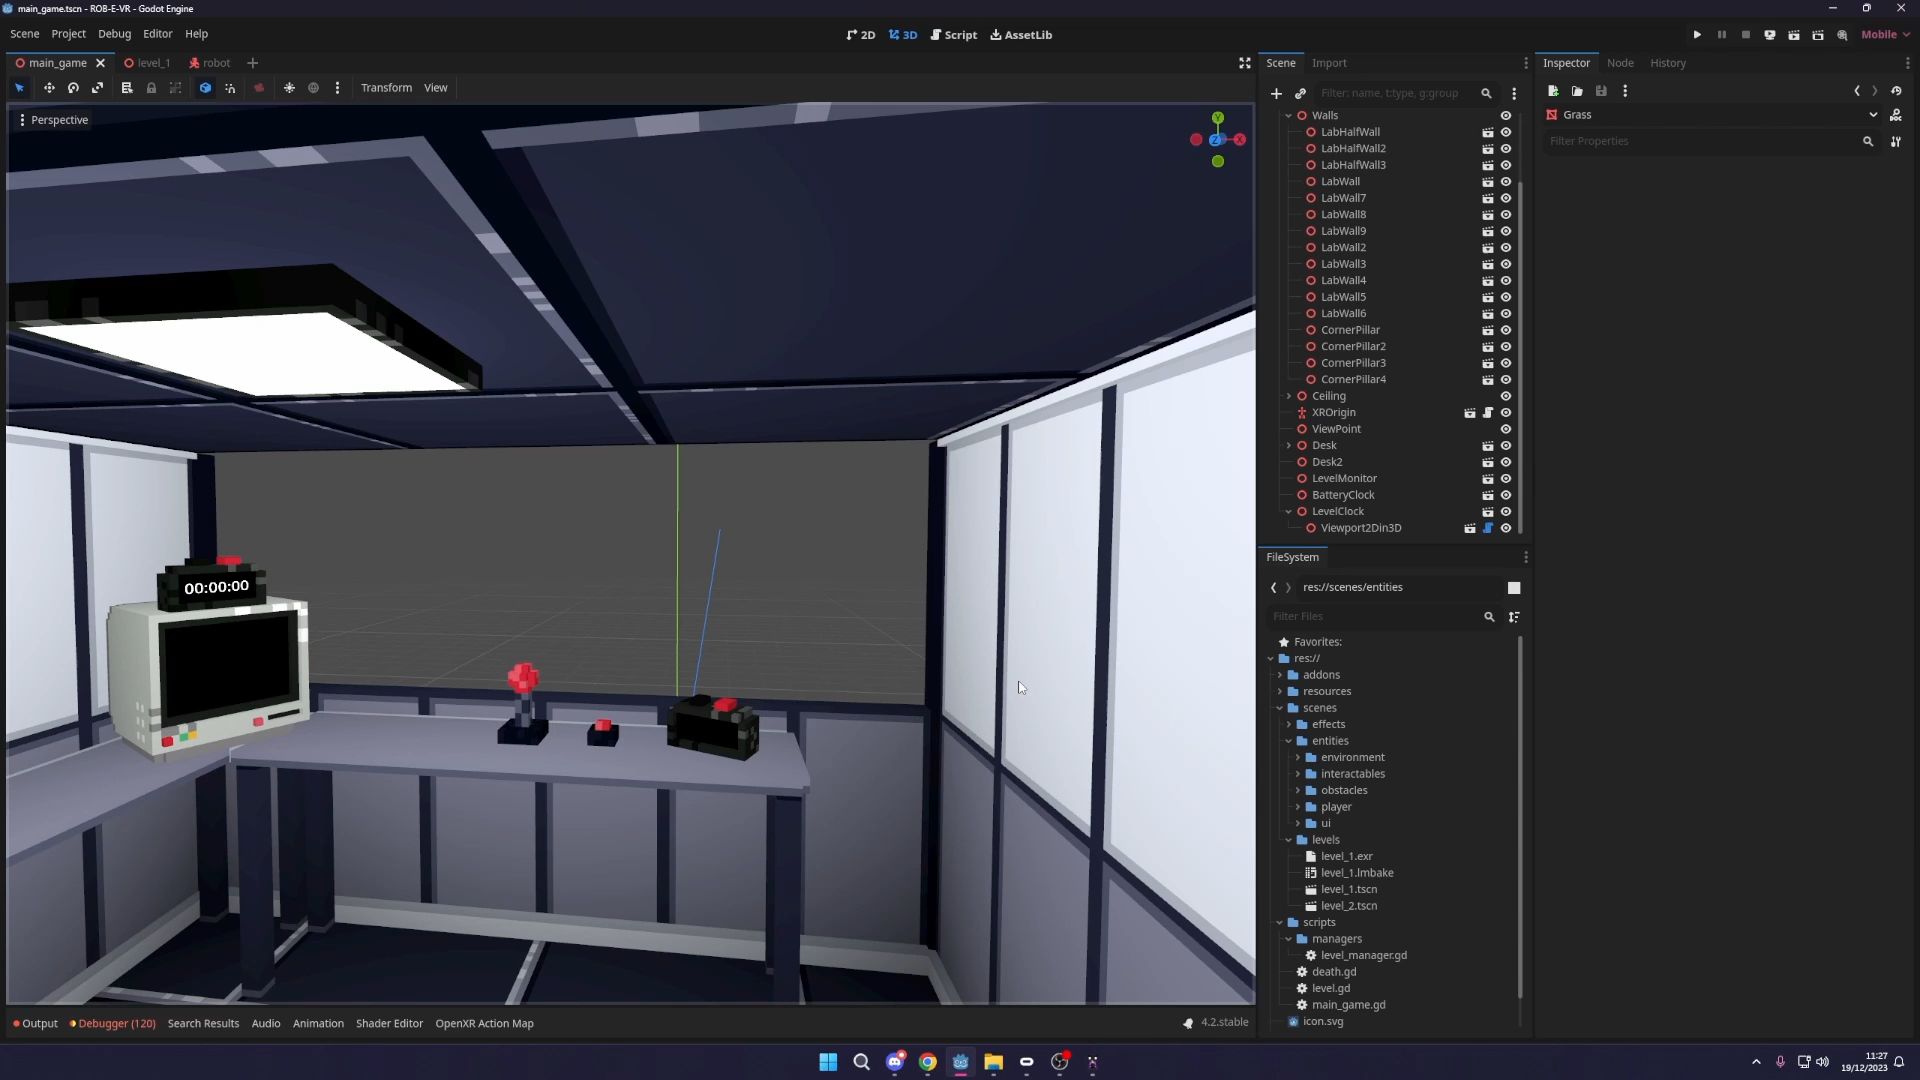 main_game.tscn - ROB-E-VR - Godot Engine
Scene Project Debug Editor Help
2D 3D Script AssetLib
Mobile
main_game level_1 robot
Transform View
Perspective
Y
X
Z
00:00:00
Output Debugger (120) Search Results Audio Animation Shader Editor OpenXR Action Map
4.2.stable
Scene Import
Filter: name, t:type, g:group
Walls
LabHalfWall
LabHalfWall2
LabHalfWall3
LabWall
LabWall7
LabWall8
LabWall9
LabWall2
LabWall3
LabWall4
LabWall5
LabWall6
CornerPillar
CornerPillar2
CornerPillar3
CornerPillar4
Ceiling
XROrigin
ViewPoint
Desk
Desk2
LevelMonitor
BatteryClock
LevelClock
Viewport2Din3D
FileSystem
res://scenes/entities
Filter Files
Favorites:
res://
addons
resources
scenes
effects
entities
environment
interactables
obstacles
player
ui
levels
level_1.exr
level_1.lmbake
level_1.tscn
level_2.tscn
scripts
managers
level_manager.gd
death.gd
level.gd
main_game.gd
icon.svg
Inspector Node History
Grass
Filter Properties
11:27
19/12/2023